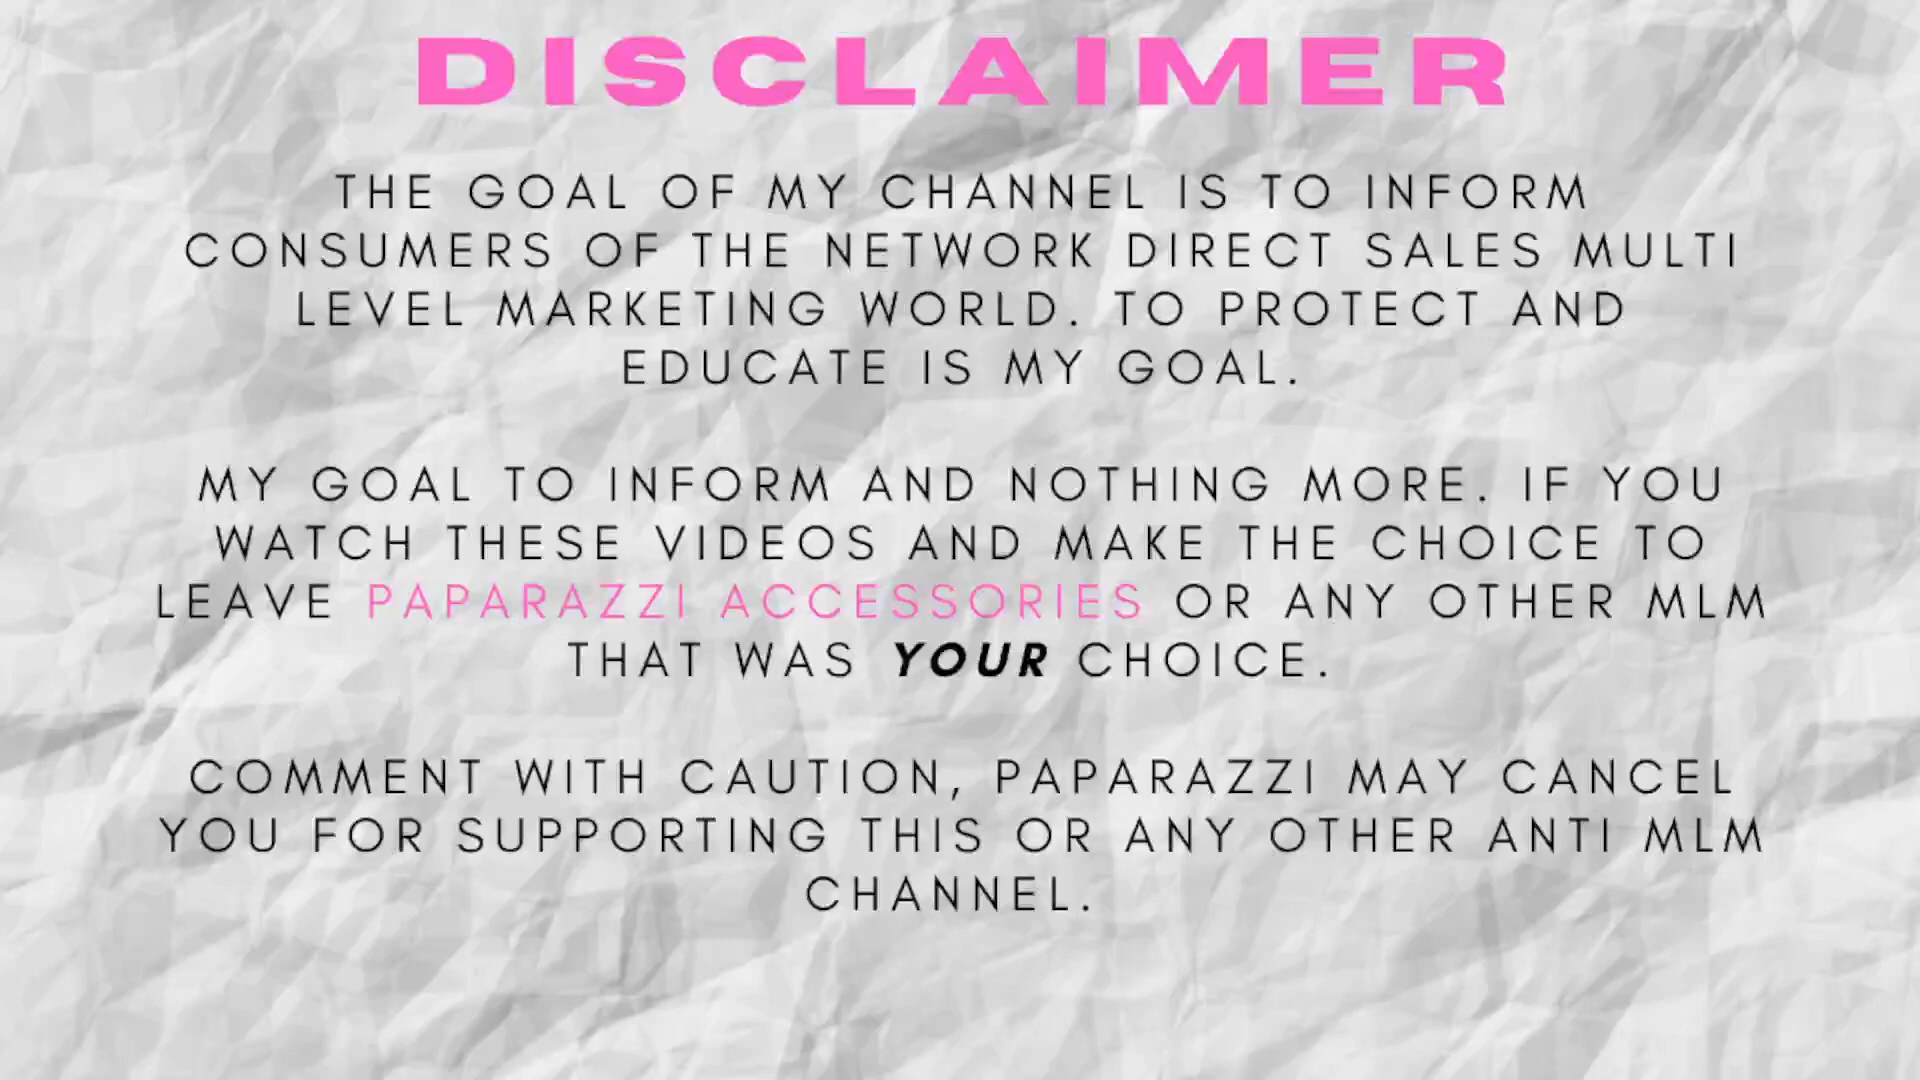 DISCLAIMER
THE GOAL OF MY CHANNEL IS TO INFORM
CONSUMERS OF THE NETWORK DIRECT SALES MULTI
LEVEL MARKETING WORLD. TO PROTECT AND
EDUCATE IS MY GOAL.
MY GOAL TO INFORM AND NOTHING MORE. IF YOU
WATCH THESE VIDEOS AND MAKE THE CHOICE TO
LEAVE PAPARAZZI ACCESSORIES OR ANY OTHER MLM
THAT WAS YOUR CHOICE.
COMMENT WITH CAUTION, PAPARAZZI MAY CANCEL
YOU FOR SUPPORTING THIS OR ANY OTHER ANTI MLM
CHANNEL.